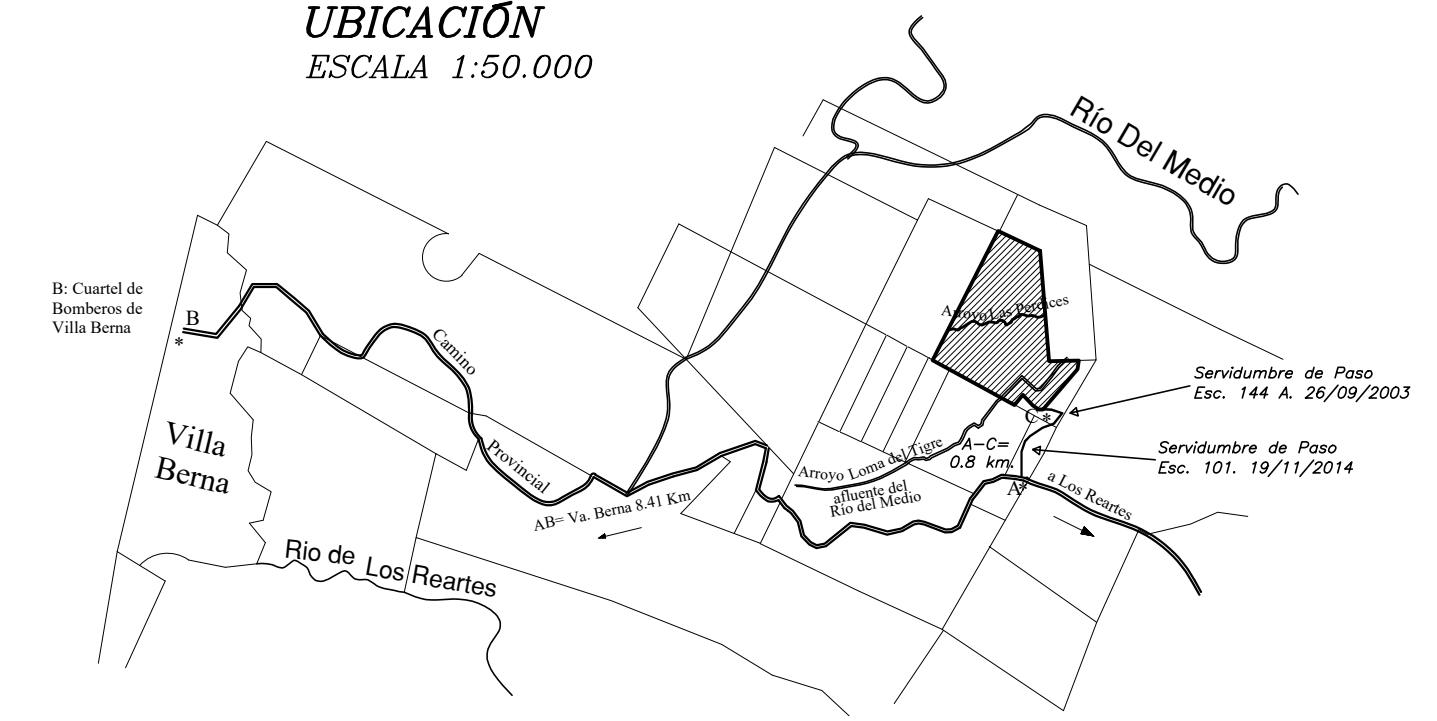 UBICACIÓN
ESCALA 1:50.000
Río Del Medio
B: Cuartel de
Bomberos de
Villa Berna
B
*
Camino
Provincial
Arroyo Las Perdices
Servidumbre de Paso
Esc. 144 A. 26/09/2003
C *
Servidumbre de Paso
Esc. 101. 19/11/2014
A-C=
0.8 km.
Villa
Berna
Arroyo Loma del Tigre
afluente del
Rio del Medio
A*
a Los Reartes
AB= Va. Berna 8.41 Km
Rio de Los Reartes